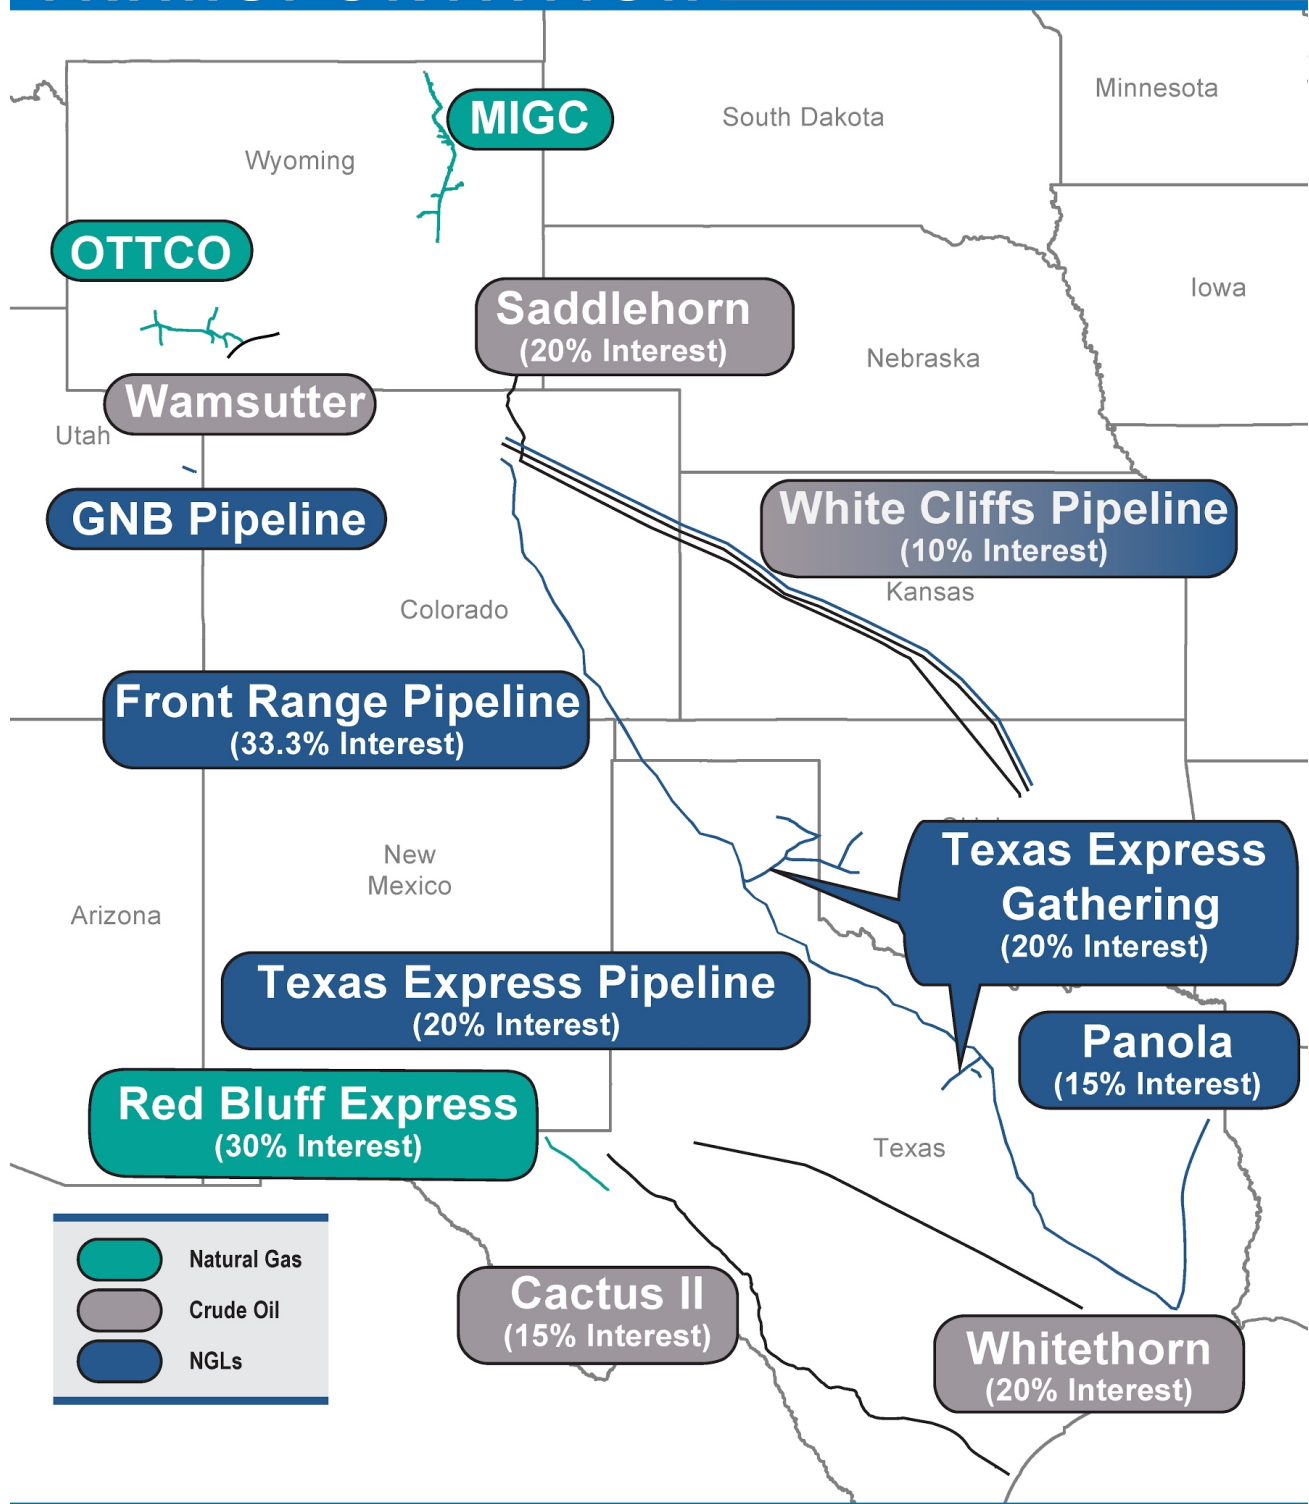 MIGC
Minnesota
South Dakota
Wyoming
OTTCO
Iowa
Saddlehorn
(20% Interest)
Nebraska
Wamsutter
Utah
White Cliffs Pipeline
(10% Interest)
GNB Pipeline
Kansas
Colorado
Front Range Pipeline
(33.3% Interest)
Texas Express
Gathering
(20% Interest)
New
Mexico
Arizona
Texas Express Pipeline
(20% Interest)
Panola
(15% Interest)
Red Bluff Express
(30% Interest)
Texas
Natural Gas
Crude Oil
NGLs
Cactus II
(15% Interest)
Whitethorn
(20% Interest)